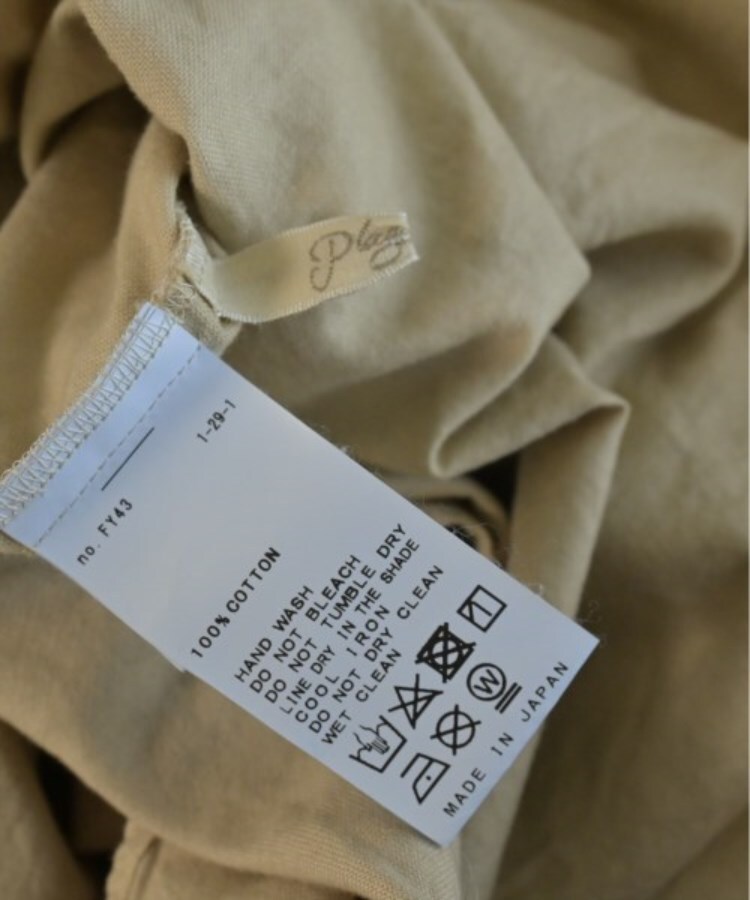 1-29-1
no. FY43
100% COTTON
HAND WASH
DO NOT BLEACH
DO NOT TUMBLE DRY
LINE DRY IN THE SHADE
COOL IRON
DO NOT DRY CLEAN
WET CLEAN
W
MADE IN JAPAN